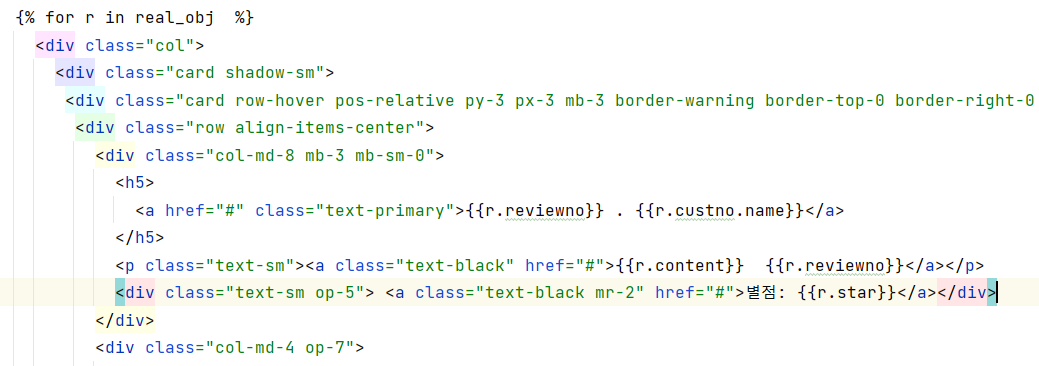 {% for r in real_obj  %}
<div class="col">
<div class="card shadow-sm">
<div class="card row-hover pos-relative py-3 px-3 mb-3 border-warning border-top-0 border-right-0
<div class="row align-items-center">
<div class="col-md-8 mb-3 mb-sm-0">
<h5>
<a href="#" class="text-primary">{{r.reviewno}} . {{r.custno.name}}</a>
</h5>
<p class="text-sm"><a class="text-black" href="#">{{r.content}}  {{r.reviewno}}</a></p>
<div class="text-sm op-5"> <a class="text-black mr-2" href="#">별점: {{r.star}}</a></div>
</div>
<div class="col-md-4 op-7">